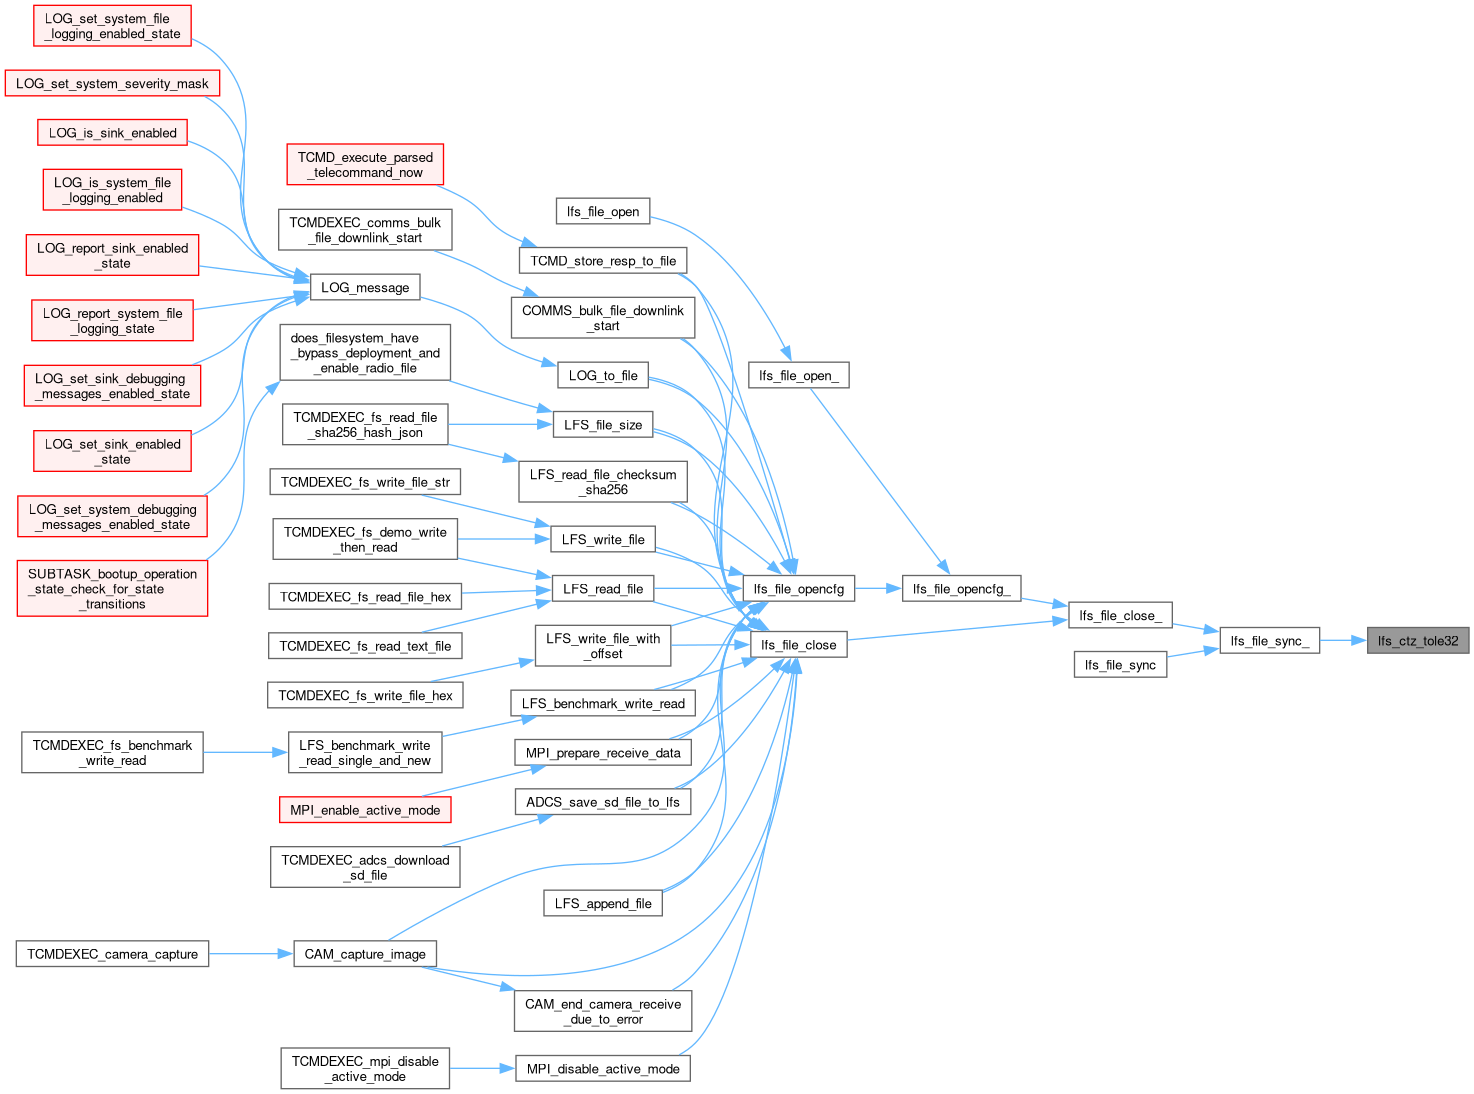 LOG_set_system_file
_logging_enabled_state
LOG_set_system_severity_mask
LOG_is_sink_enabled
LOG_is_system_file
_logging_enabled
LOG_report_sink_enabled
_state
LOG_report_system_file
_logging_state
LOG_set_sink_debugging
_messages_enabled_state
LOG_set_sink_enabled
_state
LOG_set_system_debugging
_messages_enabled_state
SUBTASK_bootup_operation
_state_check_for_state
_transitions
TCMDEXEC_fs_benchmark
_write_read
TCMDEXEC_camera_capture
TCMD_execute_parsed
_telecommand_now
TCMDEXEC_comms_bulk
_file_downlink_start
LOG_message
does_filesystem_have
_bypass_deployment_and
_enable_radio_file
TCMDEXEC_fs_read_file
_sha256_hash_json
TCMDEXEC_fs_write_file_str
TCMDEXEC_fs_demo_write
_then_read
TCMDEXEC_fs_read_file_hex
TCMDEXEC_fs_read_text_file
TCMDEXEC_fs_write_file_hex
LFS_benchmark_write
_read_single_and_new
MPI_enable_active_mode
TCMDEXEC_adcs_download
_sd_file
CAM_capture_image
TCMDEXEC_mpi_disable
_active_mode
lfs_file_open
TCMD_store_resp_to_file
COMMS_bulk_file_downlink
_start
LOG_to_file
LFS_file_size
LFS_read_file_checksum
_sha256
LFS_write_file
LFS_read_file
LFS_write_file_with
_offset
LFS_benchmark_write_read
MPI_prepare_receive_data
ADCS_save_sd_file_to_lfs
LFS_append_file
CAM_end_camera_receive
_due_to_error
MPI_disable_active_mode
lfs_file_open_
lfs_file_opencfg
lfs_file_close
lfs_file_opencfg_
lfs_file_close_
lfs_file_sync
lfs_file_sync_
lfs_ctz_tole32